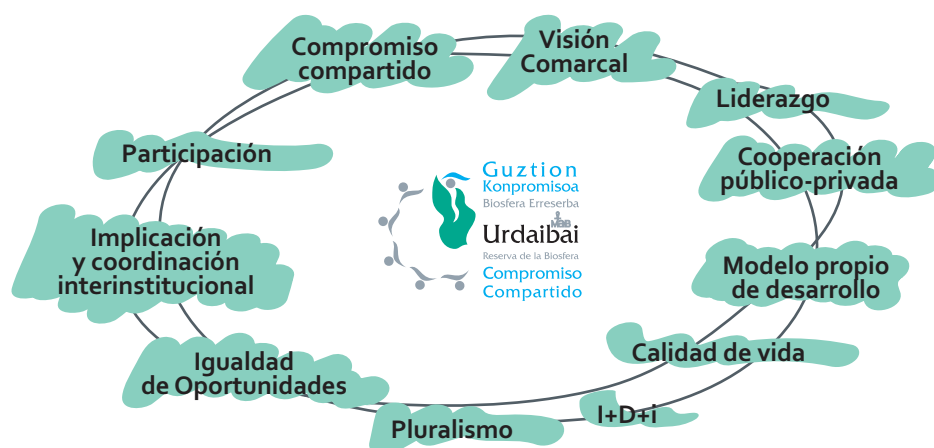 Compromiso
compartido
Visión
Comarcal
Liderazgo
Cooperación
público-privada
Modelo propio
de desarrollo
Calidad de vida
I+D+i
Pluralismo
Igualdad
de Oportunidades
Implicación
y coordinación
interinstitucional
Participación
Guztion
Konpromisoa
Biosfera Erreserba
MaB
Urdaibai
Reserva de la Biosfera
Compromiso
Compartido